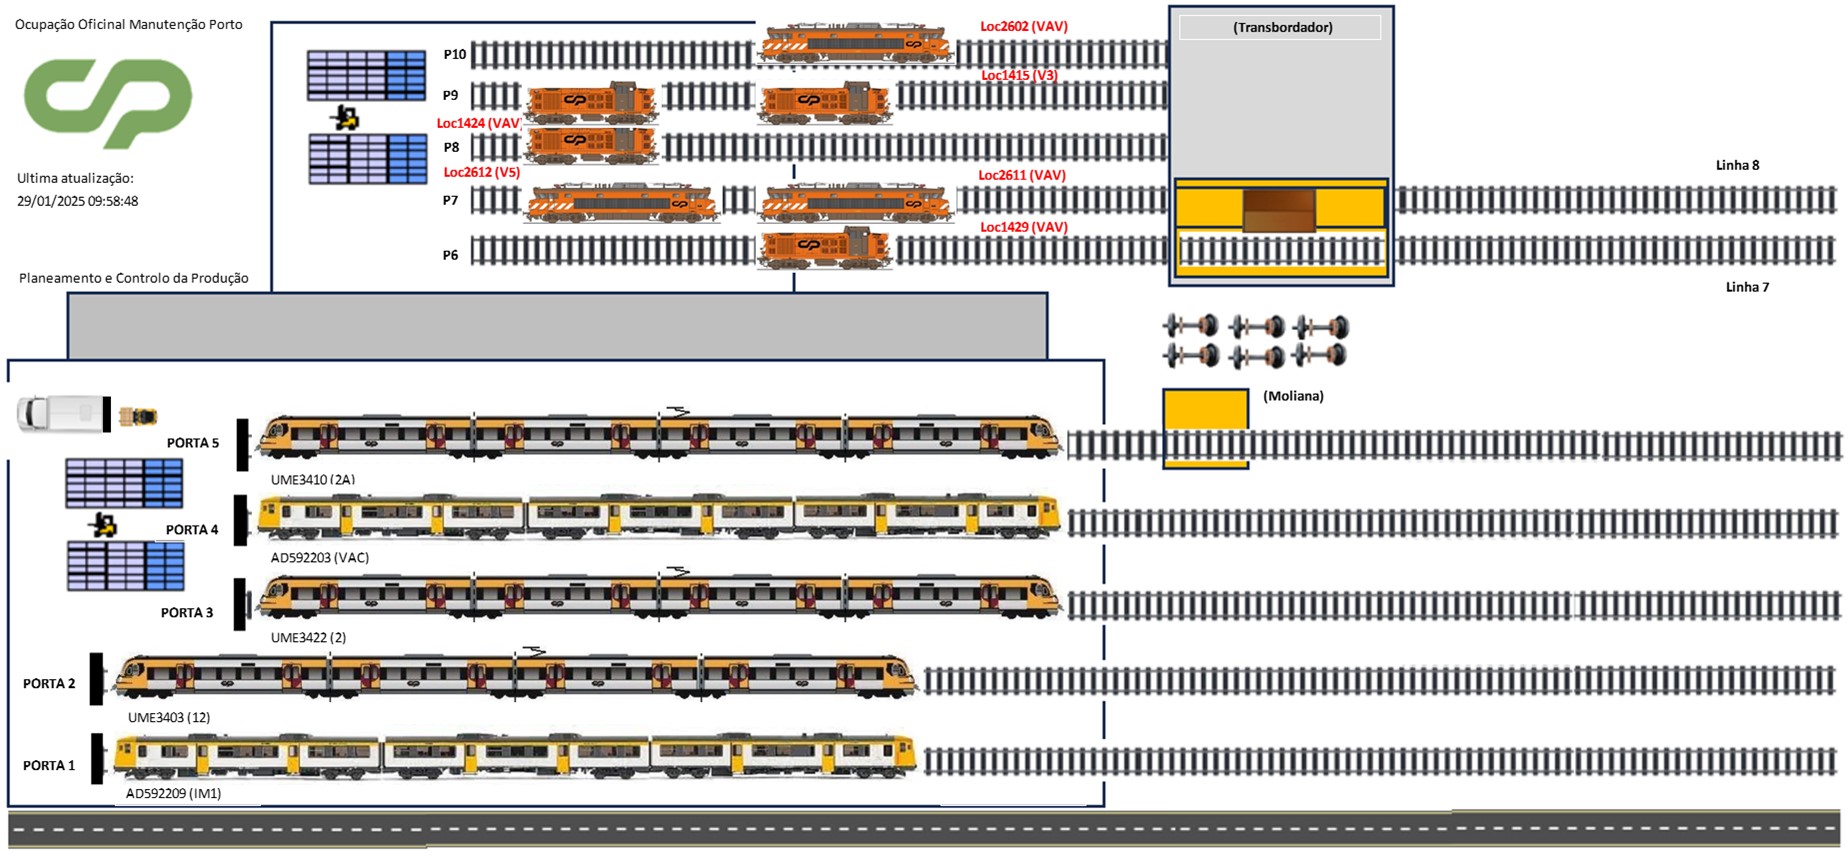 Ocupação Oficinal Manutenção Porto
CP
Ultima atualização:
29/01/2025 09:58:48
Planeamento e Controlo da Produção
Loc2602 (VAV)
P10
Loc1415 (V3)
P9
Loc1424 (VAV)
P8
Loc2612 (V5)
Loc2611 (VAV)
P7
Loc1429 (VAV)
P6
(Transbordador)
Linha 8
Linha 7
(Moliana)
PORTA 5
UME3410 (2A)
PORTA 4
AD592203 (VAC)
PORTA 3
UME3422 (2)
PORTA 2
UME3403 (12)
PORTA 1
AD592209 (IM1)